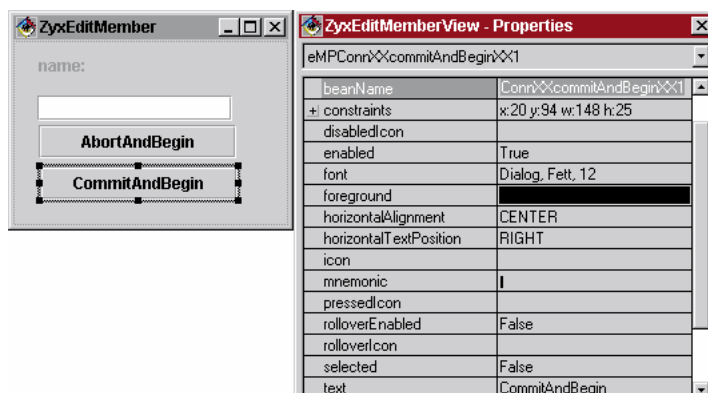 ZyxEditMember
name:
AbortAndBegin
CommitAndBegin
ZyxEditMemberView - Properties
eMPConnXXcommitAndBeginXX1
beanName ConnXXcommitAndBeginXX1
+ constraints x:20 y:94 w:148 h:25
disabledIcon
enabled True
font Dialog, Fett, 12
foreground
horizontalAlignment CENTER
horizontalTextPosition RIGHT
icon
mnemonic
pressedIcon
rolloverEnabled False
rolloverIcon
selected False
text CommitAndBegin